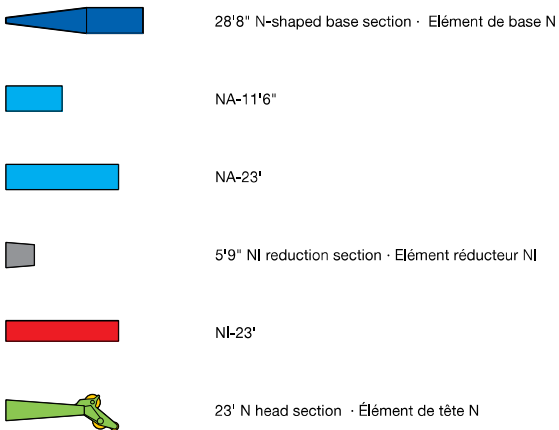 28'8" N-shaped base section · Elément de base N
NA-11'6"
NA-23'
5'9" NI reduction section · Elément réducteur NI
NI-23'
23' N head section · Élément de tête N